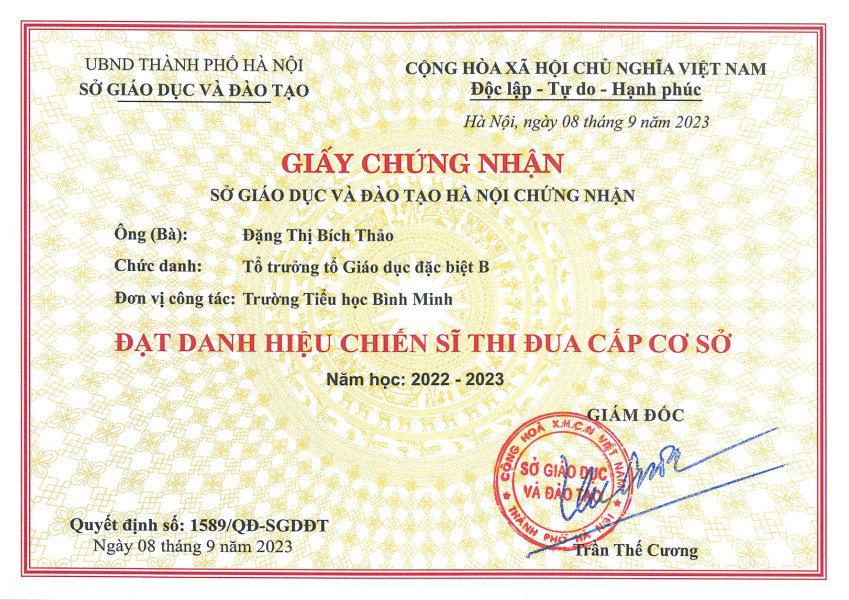 UBND THÀNH PHỐ HÀ NỘI
SỞ GIÁO DỤC VÀ ĐÀO TẠO
CỘNG HÒA XÃ HỘI CHỦ NGHĨA VIỆT NAM
Độc lập - Tự do - Hạnh phúc
Hà Nội, ngày 08 tháng 9 năm 2023
GIẤY CHỨNG NHẬN
SỞ GIÁO DỤC VÀ ĐÀO TẠO HÀ NỘI CHỨNG NHẬN
Ông (Bà): Đặng Thị Bích Thảo
Chức danh: Tổ trưởng tổ Giáo dục đặc biệt B
Đơn vị công tác: Trường Tiểu học Bình Minh
ĐẠT DANH HIỆU CHIẾN SĨ THI ĐUA CẤP CƠ SỞ
Năm học: 2022 - 2023
GIÁM ĐỐC
CỘNG HOÀ X.H.C.N VIỆT NAM
SỞ GIÁO DỤC
VÀ ĐÀO TẠO
THÀNH PHỐ HÀ NỘI
Trần Thế Cương
Quyết định số: 1589/QĐ-SGDĐT
Ngày 08 tháng 9 năm 2023